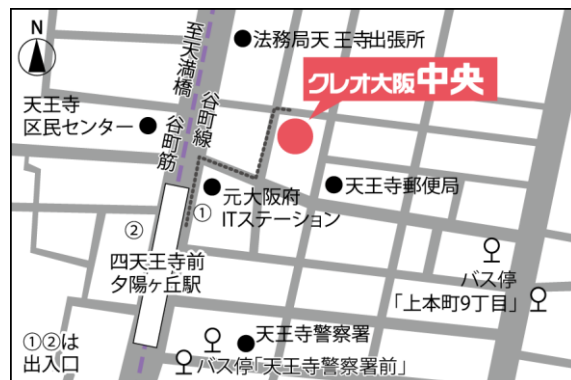 N
至天満橋
法務局天王寺出張所
クレオ大阪中央
天王寺
区民センター
谷町線
谷町筋
元大阪府
ITステーション
天王寺郵便局
①
②
四天王寺前
夕陽ヶ丘駅
バス停
「上本町9丁目」
①②は
出入口
天王寺警察署
バス停「天王寺警察署前」